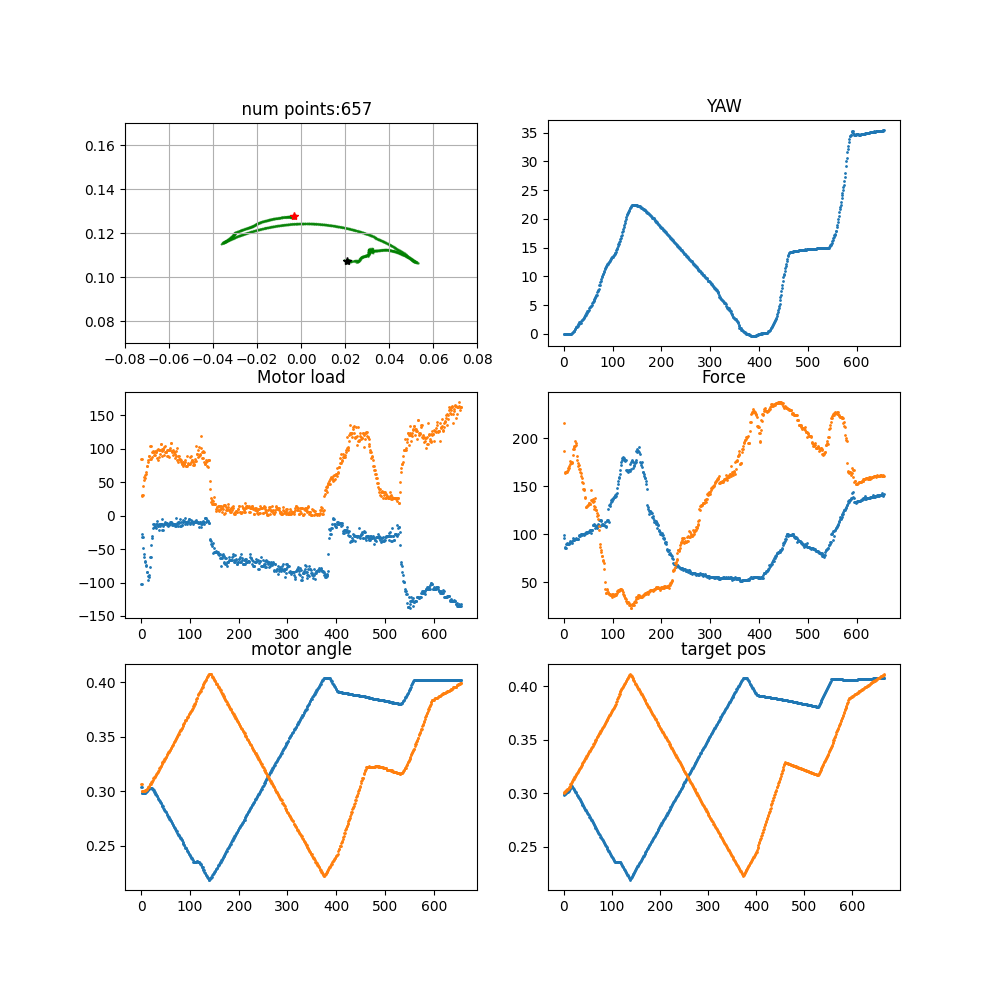 num points:657
YAW
0.16
0.14
0.12
0.10
0.08
−0.08 −0.06 −0.04 −0.02 0.00 0.02 0.04 0.06 0.08
35
30
25
20
15
10
5
0
0 100 200 300 400 500 600
Motor load
Force
150
100
50
0
−50
−100
−150
0 100 200 300 400 500 600
200
150
100
50
0 100 200 300 400 500 600
motor angle
target pos
0.40
0.35
0.30
0.25
0 100 200 300 400 500 600
0.40
0.35
0.30
0.25
0 100 200 300 400 500 600